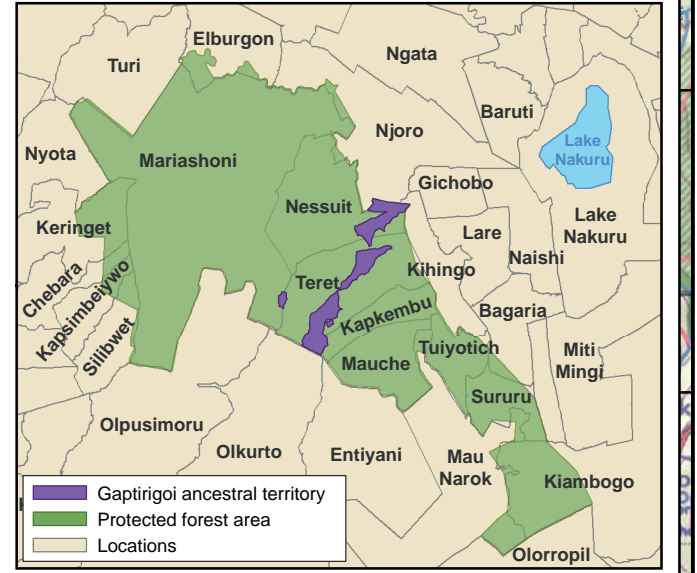 Elburgon
Turi
Ngata
Baruti
Lake
Nakuru
Njoro
Nyota
Mariashoni
Gichobo
Nessuit
Lake
Nakuru
Keringet
Lare
Naishi
Chebara
Kapsimbeiywo
Silibwet
Teret
Kihingo
Kapkembu
Bagaria
Tuiyotich
Miti
Mingi
Mauche
Sururu
Olpusimoru
Olkurto
Entiyani
Mau
Narok
Kiambogo
Olorropil
Gaptirigoi ancestral territory
Protected forest area
Locations